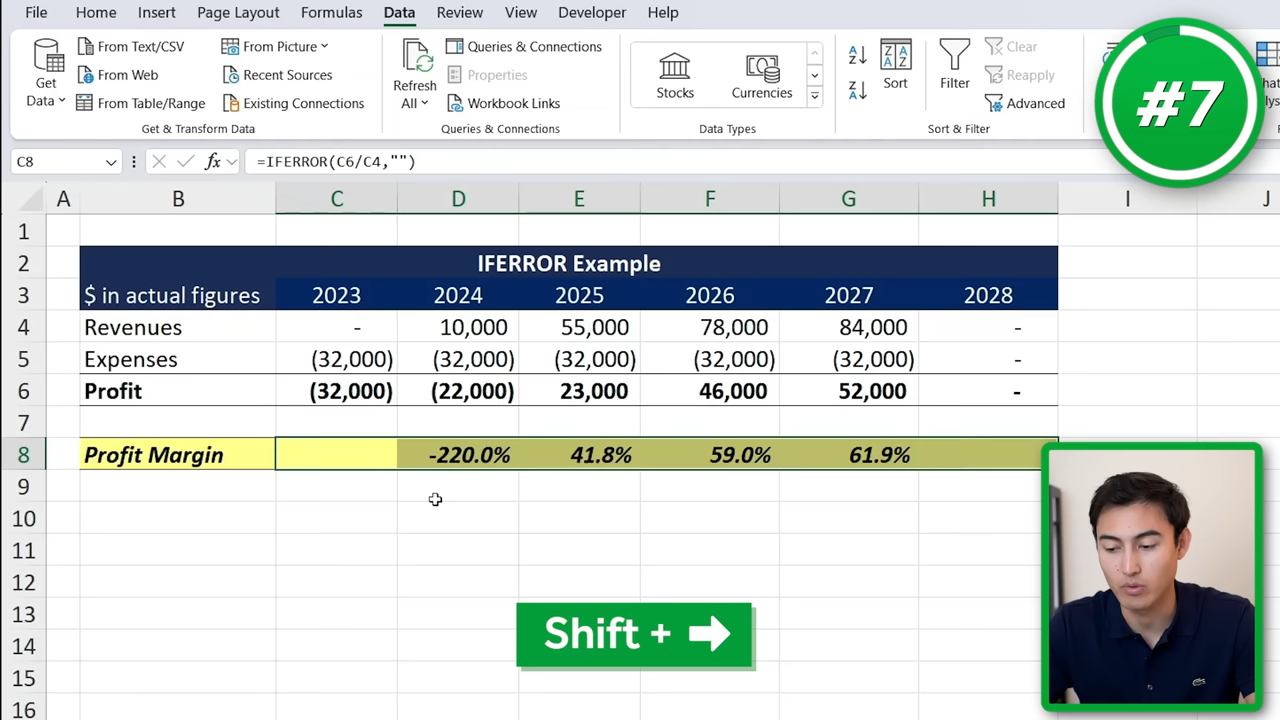 File Home Insert Page Layout Formulas Data Review View Developer Help
Get Data
From Text/CSV
From Web
From Table/Range
From Picture
Recent Sources
Existing Connections
Get & Transform Data
Refresh All
Queries & Connections
Properties
Workbook Links
Queries & Connections
Stocks
Currencies
Data Types
Sort
Filter
Clear
Reapply
Advanced
Sort & Filter
#7
C8 fx =IFERROR(C6/C4,"")
A B C D E F G H I J
1
2 IFERROR Example
3 $ in actual figures 2023 2024 2025 2026 2027 2028
4 Revenues - 10,000 55,000 78,000 84,000 -
5 Expenses (32,000) (32,000) (32,000) (32,000) (32,000) -
6 Profit (32,000) (22,000) 23,000 46,000 52,000 -
7
8 Profit Margin -220.0% 41.8% 59.0% 61.9%
9
10
11
12
13
14
15
16
Shift +